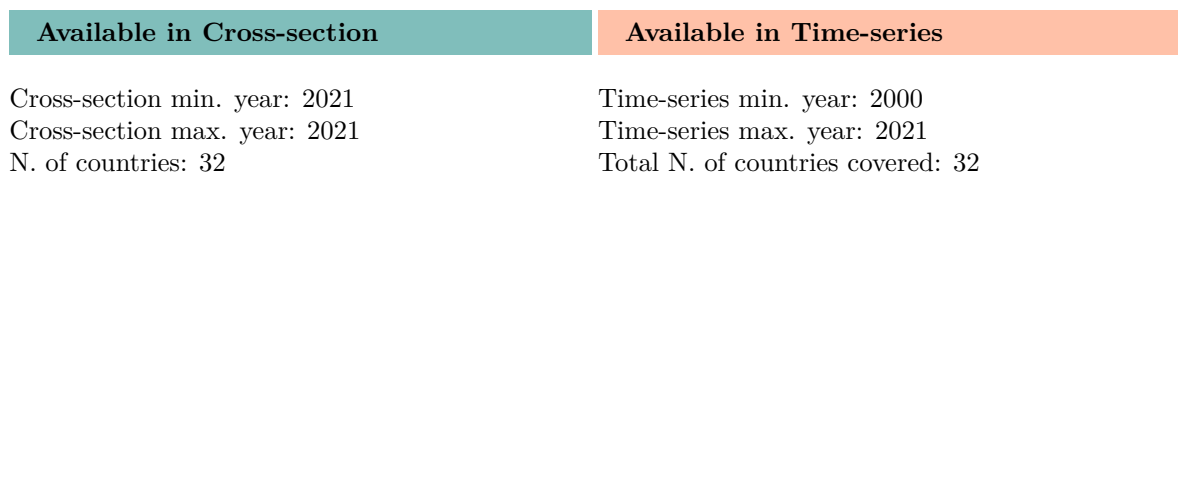 Available in Cross-section
Cross-section min. year: 2021
Cross-section max. year: 2021
N. of countries: 32
Available in Time-series
Time-series min. year: 2000
Time-series max. year: 2021
Total N. of countries covered: 32